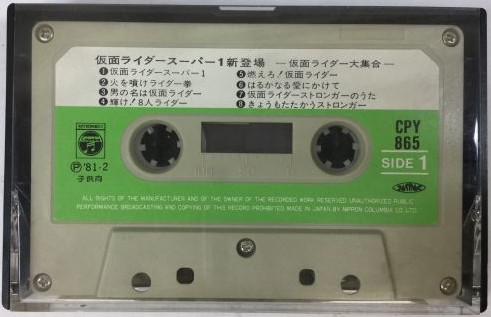 仮面ライダースーパー1新登場 ―仮面ライダー大集合―
❶仮面ライダースーパー1
❷火を噴けライダー拳
❸男の名は仮面ライダー
❹輝け!8人ライダー
❺燃えろ!仮面ライダー
❻はるかなる愛にかけて
❼仮面ライダーストロンガーのうた
❽きょうもたたかうストロンガー
Columbia
Ⓟ'81・2
子供向
CPY
865
SIDE 1
ALL RIGHTS OF THE MANUFACTURER AND OF THE OWNER OF THE RECORDED WORK RESERVED UNAUTHORIZED PUBLIC
PERFORMANCE BROADCASTING AND COPYING OF THIS RECORD PROHIBITED MADE IN JAPAN BY NIPPON COLUMBIA CO LTD